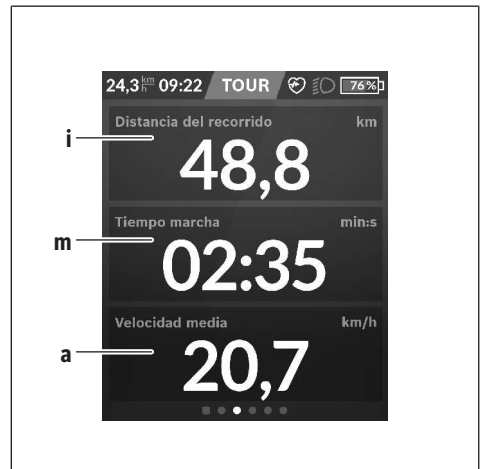 24,3 km/h 09:22 TOUR 76%
Distancia del recorrido km
i
48,8
Tiempo marcha min:s
m
02:35
Velocidad media km/h
a
20,7